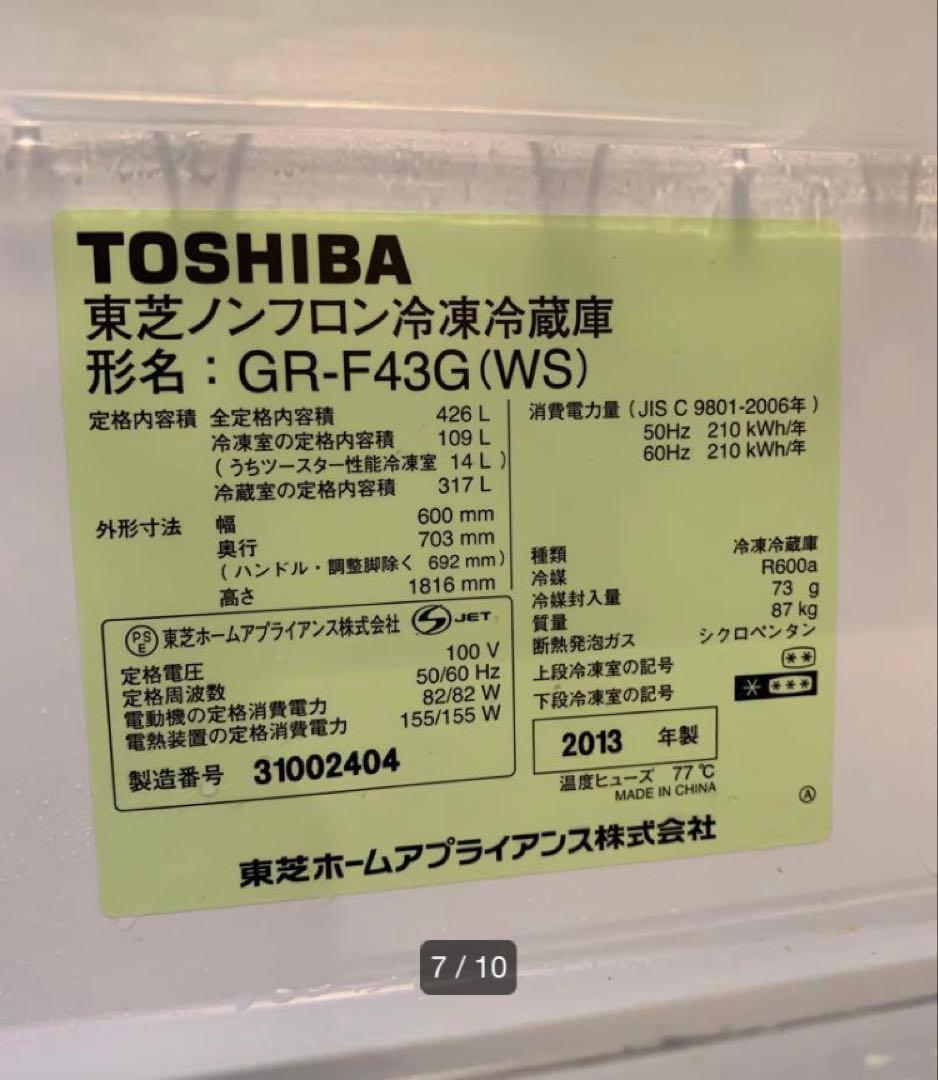 TOSHIBA
東芝ノンフロン冷凍冷蔵庫
形名：GR-F43G(WS)
定格内容積 全定格内容積 426 L
冷凍室の定格内容積 109 L
(うちツースター性能冷凍室 14 L)
冷蔵室の定格内容積 317 L
外形寸法 幅 600 mm
奥行 703 mm
(ハンドル・調整脚除く 692 mm)
高さ 1816 mm
消費電力量 (JIS C 9801-2006年)
50Hz 210 kWh/年
60Hz 210 kWh/年
種類 冷凍冷蔵庫
冷媒 R600a
冷媒封入量 73 g
質量 87 kg
断熱発泡ガス シクロペンタン
上段冷凍室の記号 **
下段冷凍室の記号 * ***
PSE 東芝ホームアプライアンス株式会社 JET
定格電圧 100 V
定格周波数 50/60 Hz
電動機の定格消費電力 82/82 W
電熱装置の定格消費電力 155/155 W
製造番号 31002404
2013 年製
温度ヒューズ 77℃
MADE IN CHINA
Ⓐ
東芝ホームアプライアンス株式会社
7 / 10